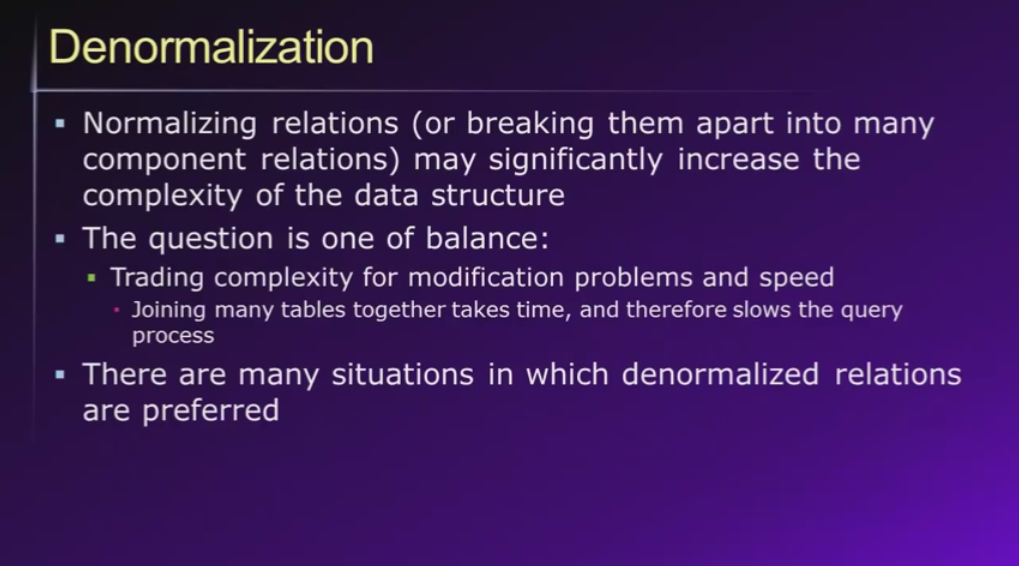 Denormalization
Normalizing relations (or breaking them apart into many
component relations) may significantly increase the
complexity of the data structure
The question is one of balance:
Trading complexity for modification problems and speed
Joining many tables together takes time, and therefore slows the query
process
There are many situations in which denormalized relations
are preferred